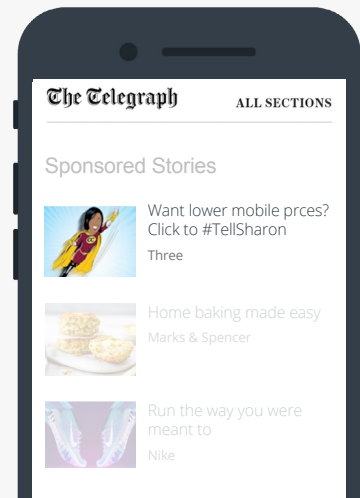 The Telegraph
ALL SECTIONS
Sponsored Stories
Want lower mobile prces?
Click to #TellSharon
Three
Home baking made easy
Marks & Spencer
Run the way you were
meant to
Nike